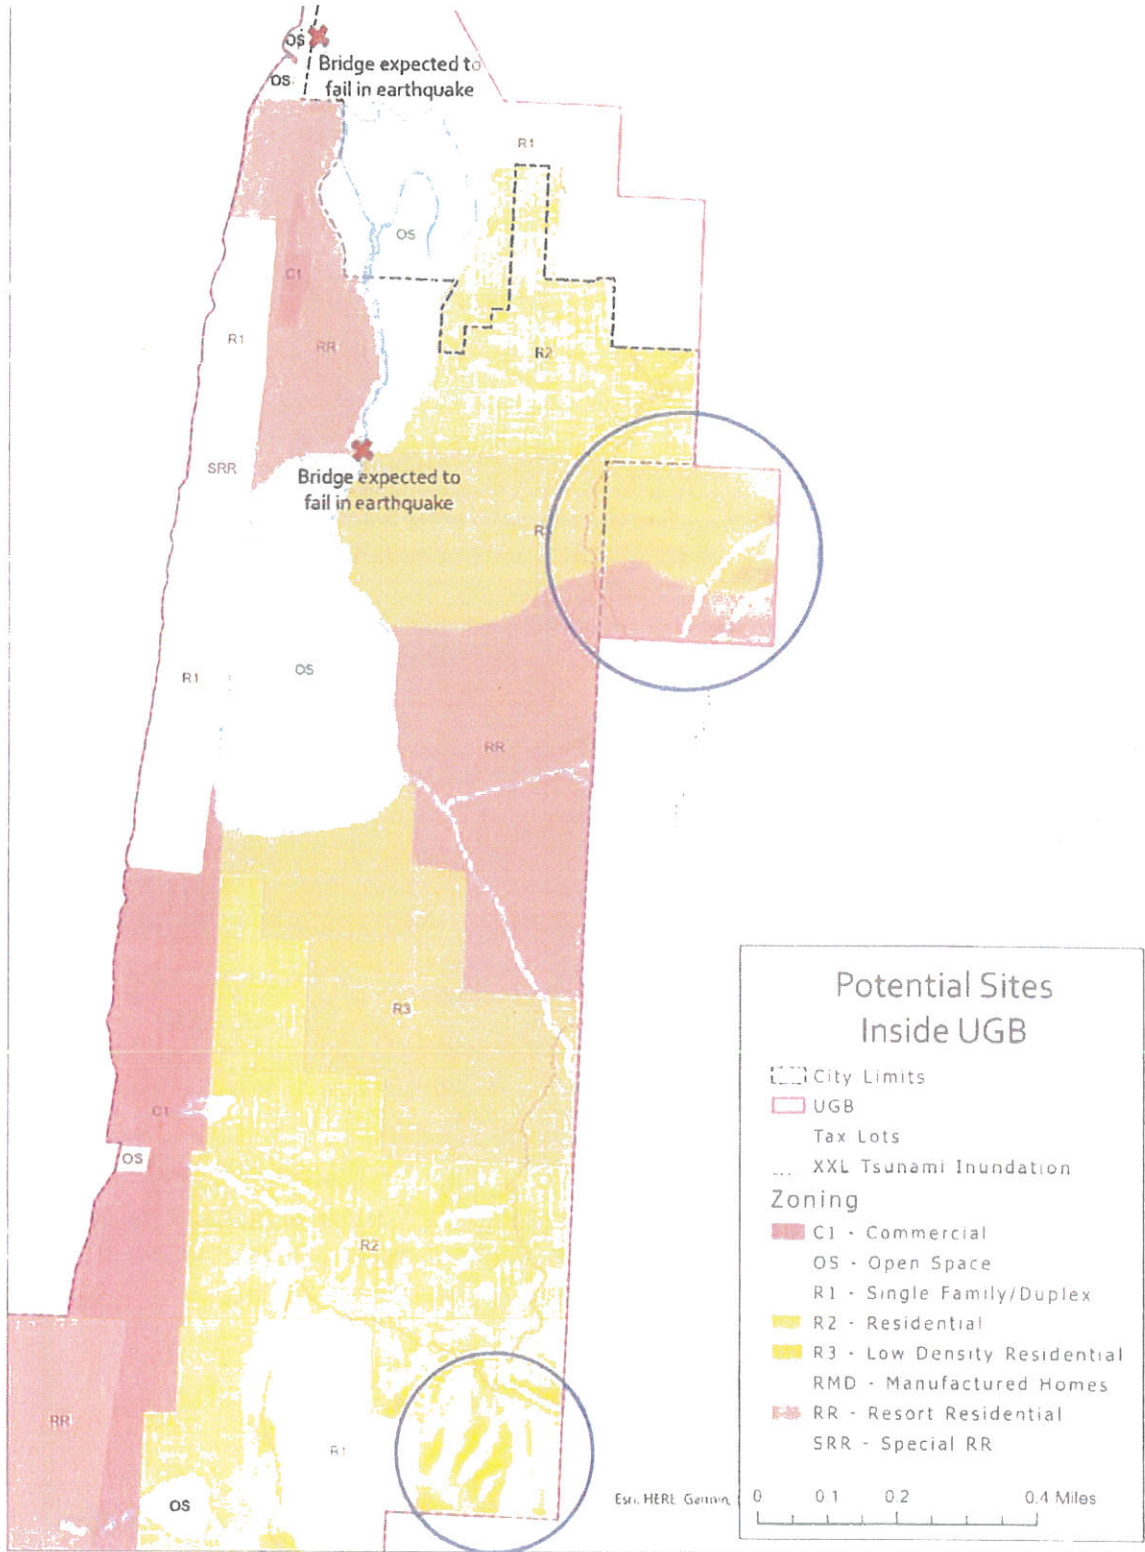 OS
Bridge expected to
fail in earthquake
OS
R1
OS
C1
R1
RR
R2
SRR
Bridge expected to
fail in earthquake
OS
R1
RR
R3
C1
OS
R2
RR
R1
OS
Potential Sites
Inside UGB
City Limits
UGB
Tax Lots
XXL Tsunami Inundation
Zoning
C1 - Commercial
OS - Open Space
R1 - Single Family/Duplex
R2 - Residential
R3 - Low Density Residential
RMD - Manufactured Homes
RR - Resort Residential
SRR - Special RR
Esri, HERE, Garmin,
0 0.1 0.2 0.4 Miles